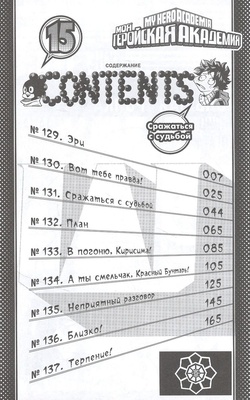 15
MY HERO ACADEMIA
МОЯ
ГЕРОЙСКАЯ АКАДЕМИЯ
СОДЕРЖАНИЕ
CONTENTS
Сражаться
с судьбой
№ 129. Эри 007
№ 130. Вот тебе правда! 025
№ 131. Сражаться с судьбой 044
№ 132. План 065
№ 133. В погоню, Кирисима! 085
№ 134. А ты смельчак, Красный Бунтарь! 105
№ 135. Неприятный разговор 125
№ 136. Близко! 145
№ 137. Терпение! 165